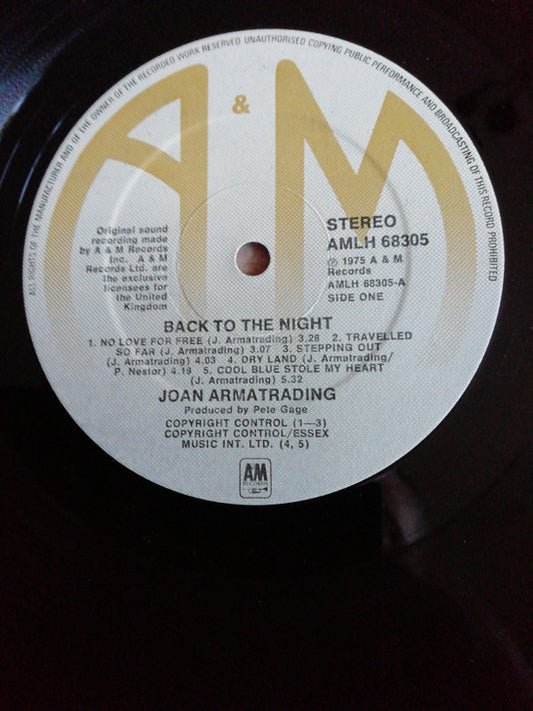 ALL RIGHTS OF THE MANUFACTURER AND OF THE OWNER OF THE RECORDED WORK RESERVED. UNAUTHORISED COPYING PUBLIC PERFORMANCE AND BROADCASTING OF THIS RECORD PROHIBITED
A & M
Original sound
recording made
by A & M Records
Inc. A & M
Records Ltd. are
the exclusive
licensees for
the United
Kingdom
STEREO
AMLH 68305
℗ 1975 A & M
Records
AMLH 68305-A
SIDE ONE
BACK TO THE NIGHT
1. NO LOVE FOR FREE (J. Armatrading) 3.28 2. TRAVELLED
SO FAR (J. Armatrading) 3.07 3. STEPPING OUT
(J. Armatrading) 4.03 4. DRY LAND (J. Armatrading/
P. Nestor) 4.19 5. COOL BLUE STOLE MY HEART
(J. Armatrading) 5.32
JOAN ARMATRADING
Produced by Pete Gage
COPYRIGHT CONTROL (1—3)
COPYRIGHT CONTROL/ESSEX
MUSIC INT. LTD. (4, 5)
AM
RECORDS